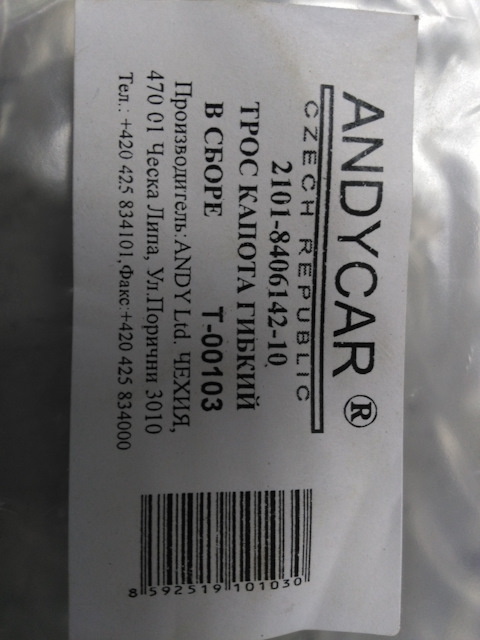 ANDYCAR ®
CZECH REPUBLIC
2101-8406142-10
ТРОС КАПОТА ГИБКИЙ
В СБОРЕ T-00103
Производитель:ANDY Ltd. ЧЕХИЯ,
470 01 Ческа Липа, Ул.Порични 3010
Тел.: +420 425 834101,Факс:+420 425 834000
8 592519 101030